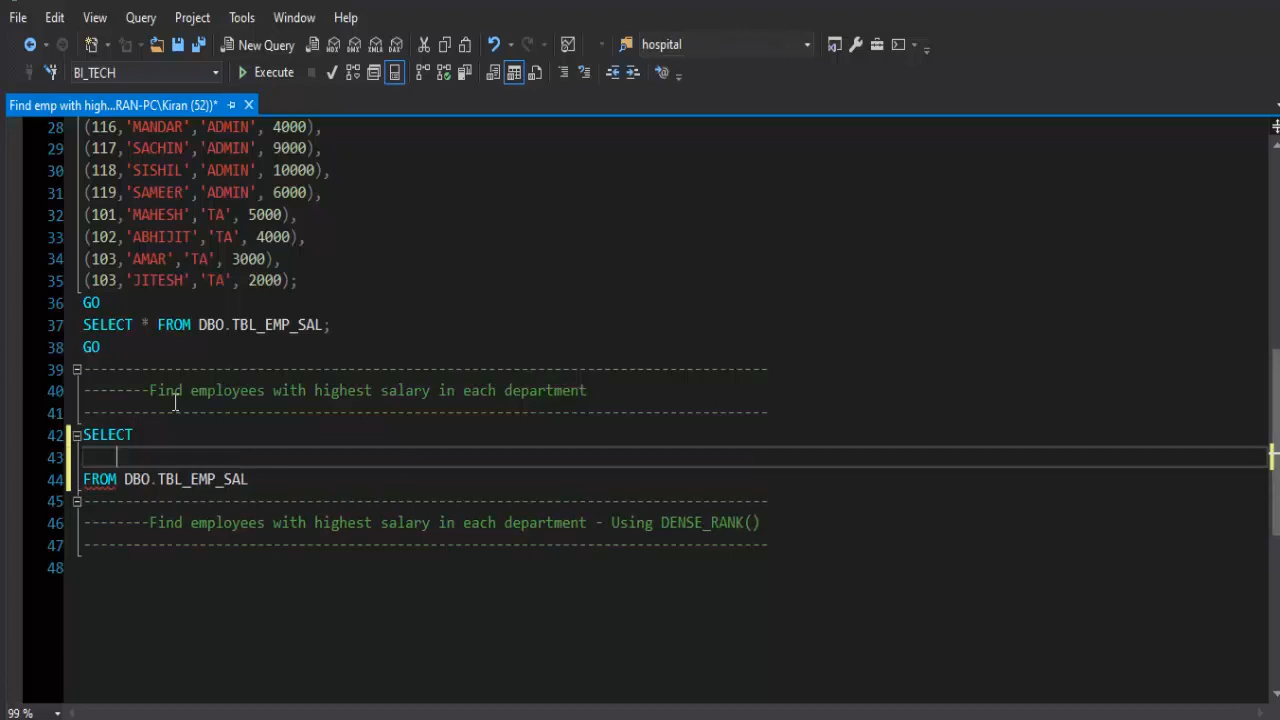 File Edit View Query Project Tools Window Help
New Query MDX DMX XMLA DAX hospital
BI_TECH Execute
Find emp with high...RAN-PC\Kiran (52))*
28 (116,'MANDAR','ADMIN', 4000),
29 (117,'SACHIN','ADMIN', 9000),
30 (118,'SISHIL','ADMIN', 10000),
31 (119,'SAMEER','ADMIN', 6000),
32 (101,'MAHESH','TA', 5000),
33 (102,'ABHIJIT','TA', 4000),
34 (103,'AMAR','TA', 3000),
35 (103,'JITESH','TA', 2000);
36 GO
37 SELECT * FROM DBO.TBL_EMP_SAL;
38 GO
39 -----------------------------------------------------------------------------------
40 --------Find employees with highest salary in each department
41 -----------------------------------------------------------------------------------
42 SELECT
43
44 FROM DBO.TBL_EMP_SAL
45 -----------------------------------------------------------------------------------
46 --------Find employees with highest salary in each department - Using DENSE_RANK()
47 -----------------------------------------------------------------------------------
48
99 %